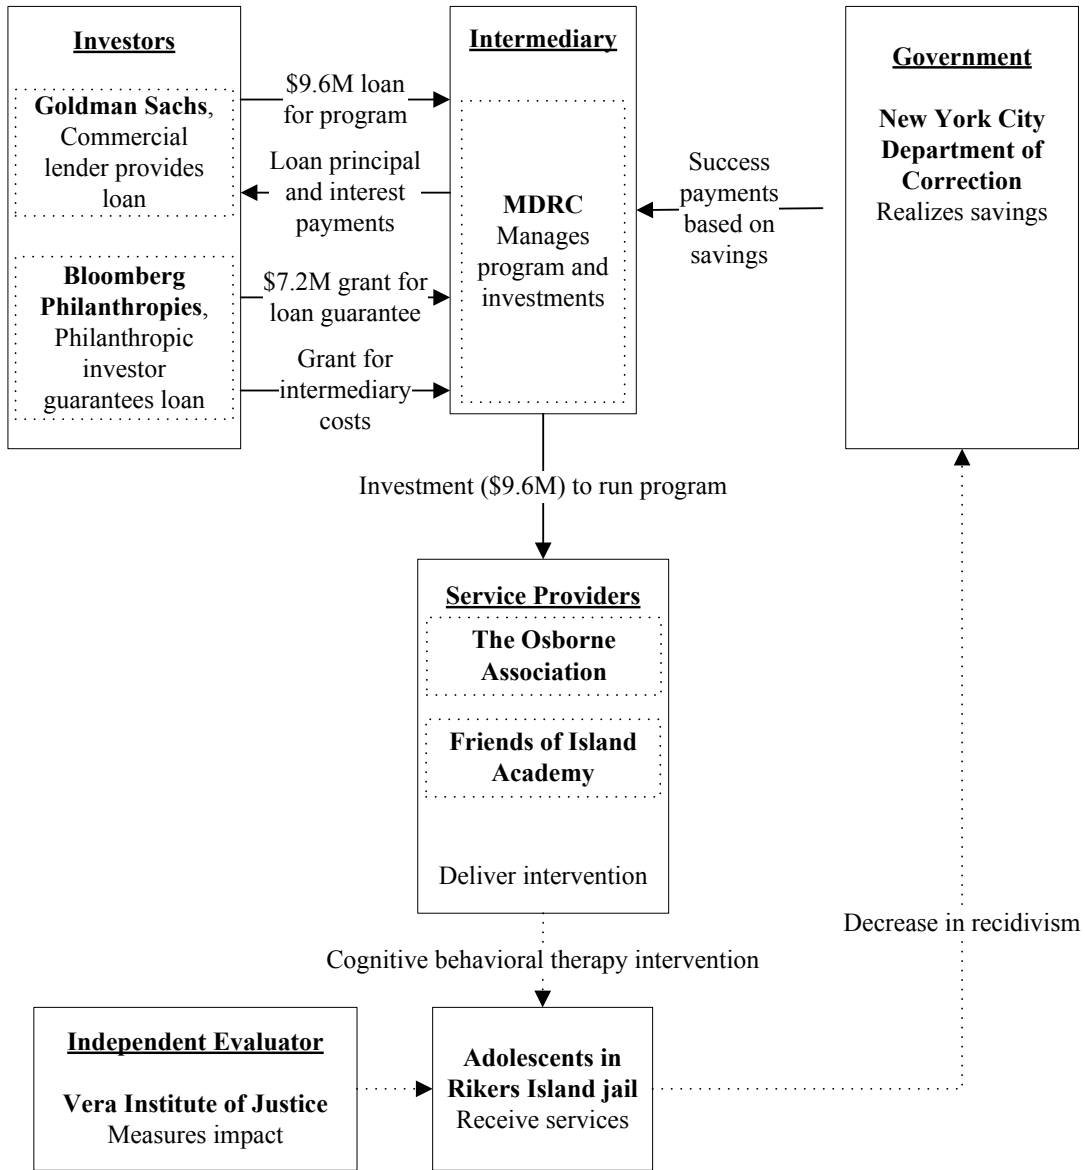 Investors
Goldman Sachs,
Commercial
lender provides
loan
Bloomberg
Philanthropies,
Philanthropic
investor
guarantees loan
$9.6M loan
for program
Loan principal
and interest
payments
$7.2M grant for
loan guarantee
Grant for
intermediary
costs
Intermediary
MDRC
Manages
program and
investments
Success
payments
based on
savings
Government
New York City
Department of
Correction
Realizes savings
Investment ($9.6M) to run program
Service Providers
The Osborne
Association
Friends of Island
Academy
Deliver intervention
Decrease in recidivism
Cognitive behavioral therapy intervention
Independent Evaluator
Vera Institute of Justice
Measures impact
Adolescents in
Rikers Island jail
Receive services